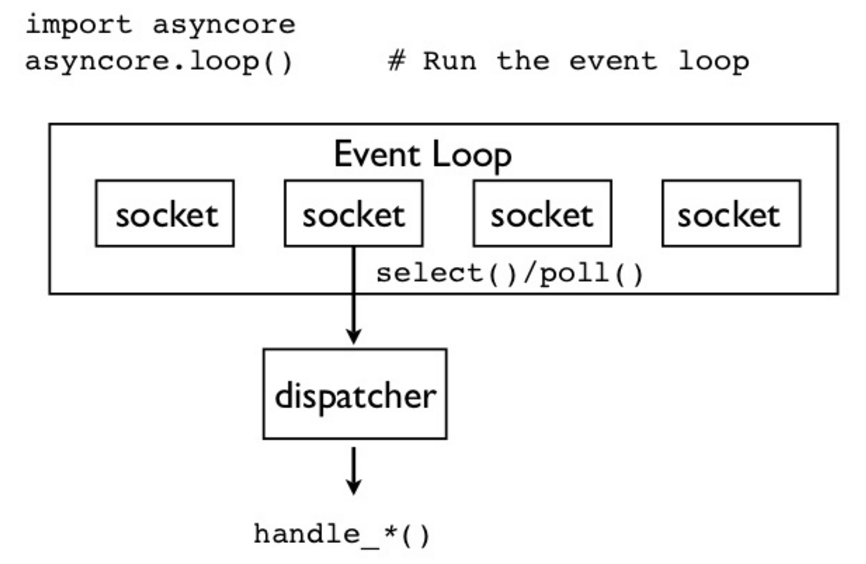 import asyncore
asyncore.loop()     # Run the event loop
Event Loop
socket socket socket socket
select()/poll()
dispatcher
handle_*()